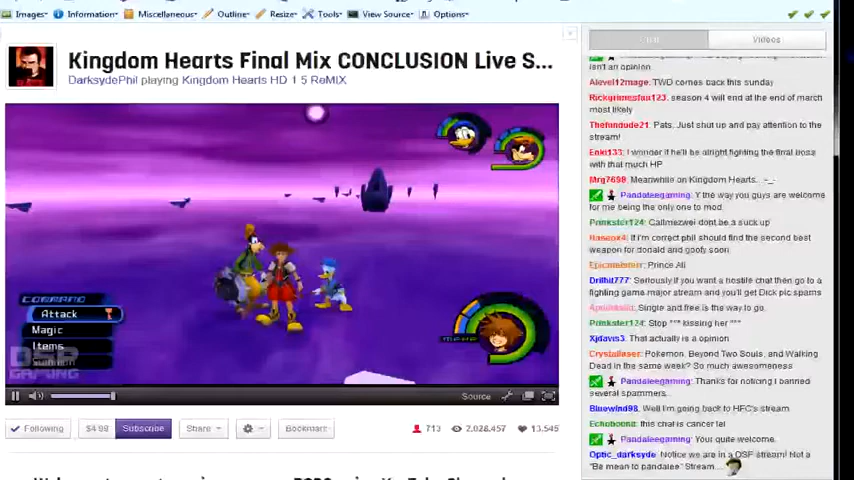 Images▾ Information▾ Miscellaneous▾ Outline▾ Resize▾ Tools▾ View Source▾ Options▾
Kingdom Hearts Final Mix CONCLUSION Live S...
DarksydePhil playing Kingdom Hearts HD 1 5 ReMIX
COMMAND
Attack
Magic
Items
DSP
GAMING
Source
Following
$4.99 Subscribe
Share
Bookmark
713 2,028,457 13,545
Chat Videos
isn't an opinion
Alevel12mage: TWD comes back this sunday
Rickgrimesfan123: season 4 will end at the end of march
most likely
Thefundude21: Pats. Just shut up and pay attention to the
stream!
Enki133: I wonder if he'll be alright fighting the final boss
with that much HP
Mrg7698: Meanwhile on Kingdom Hearts. -_-
Pandaleegaming: Y the way you guys are welcome
for me being the only one to mod.
Prinkster124: Callmezwei dont be a suck up
If i'm correct phil should find the second best
weapon for donald and goofy soon
Prince Ali
Drilhit777: Seriously if you want a hostile chat then go to a
fighting game major stream and you'll get Dick pic spams
Single and free is the way to go
Prinkster124: Stop *** kissing her ***
Xjdavis3: That actually is a opinion
Crystallaser: Pokemon, Beyond Two Souls, and Walking
Dead in the same week? So much awesomeness
Pandaleegaming: Thanks for noticing I banned
several spammers.
Bluewind98: Well I'm going back to HFC's stream
this chat is cancer lel
Pandaleegaming: Your quite welcome.
Optic_darksyde: Notice we are in a DSP stream! Not a
"Be mean to pandalee" Stream...